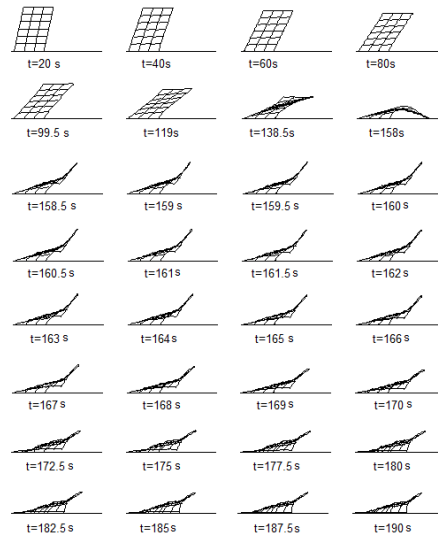 t=20 s t=40s t=60s t=80s
t=99.5 s t=119s t=138.5s t=158s
t=158.5 s t=159 s t=159.5 s t=160 s
t=160.5 s t=161s t=161.5 s t=162 s
t=163 s t=164 s t=165 s t=166 s
t=167 s t=168 s t=169 s t=170 s
t=172.5 s t=175 s t=177.5 s t=180 s
t=182.5 s t=185s t=187.5 s t=190 s